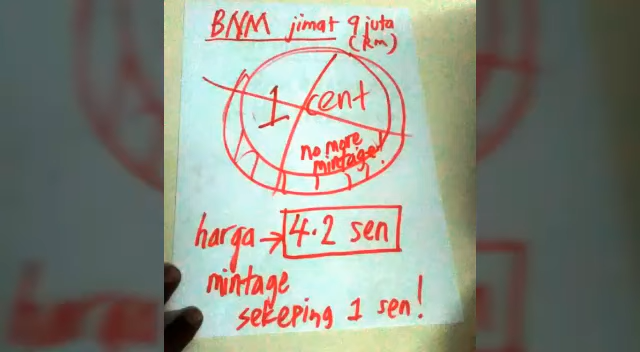 BNM jimat 9 juta
(RM)
1 cent
no more
mintage!
harga → 4.2 sen
mintage
sekeping 1 sen!